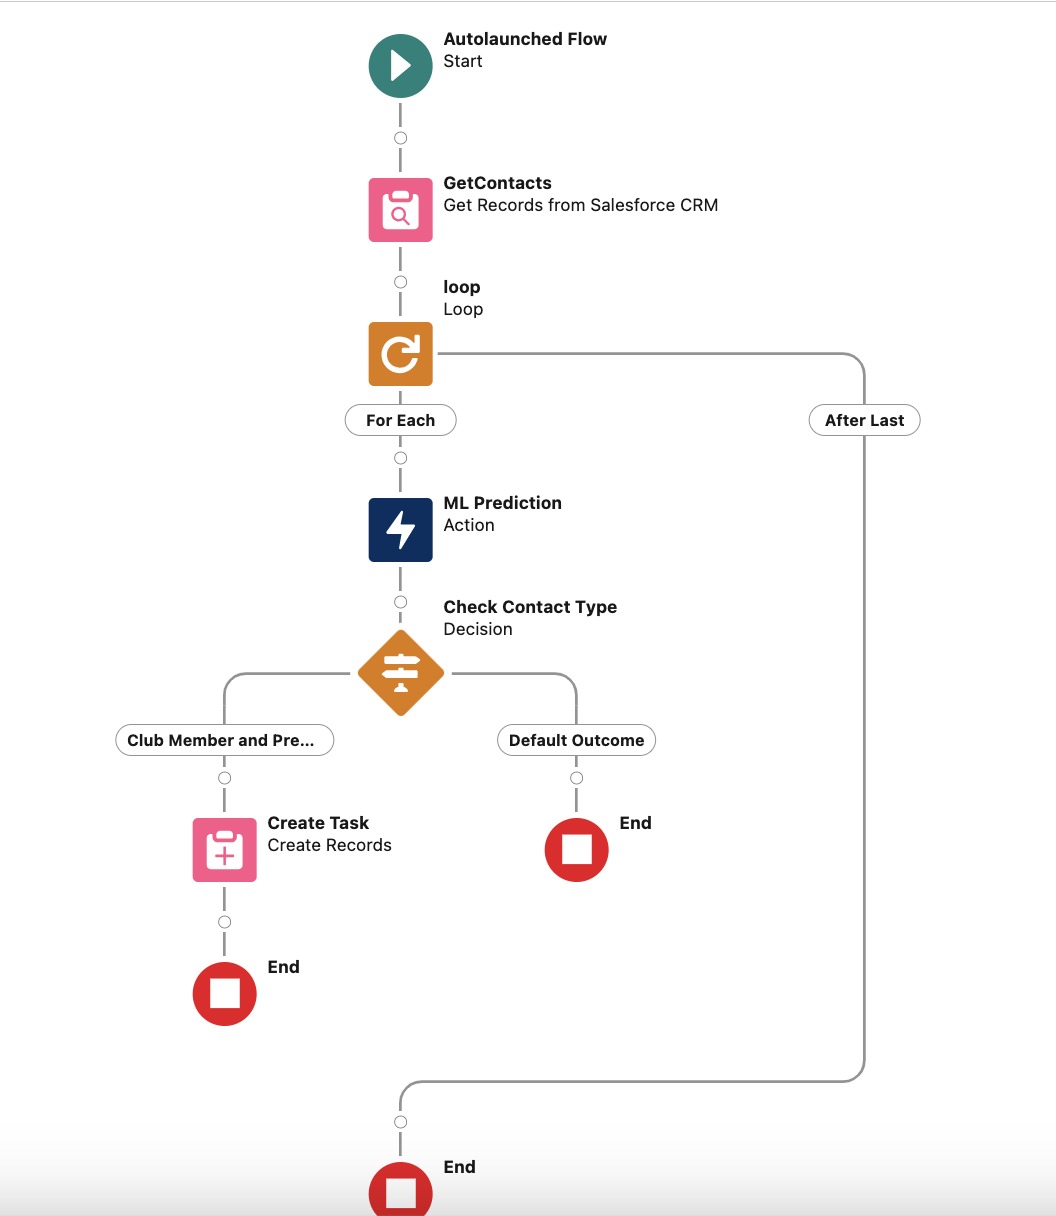 Autolaunched Flow
Start
GetContacts
Get Records from Salesforce CRM
loop
Loop
For Each
After Last
ML Prediction
Action
Check Contact Type
Decision
Club Member and Pre...
Default Outcome
Create Task
Create Records
End
End
End